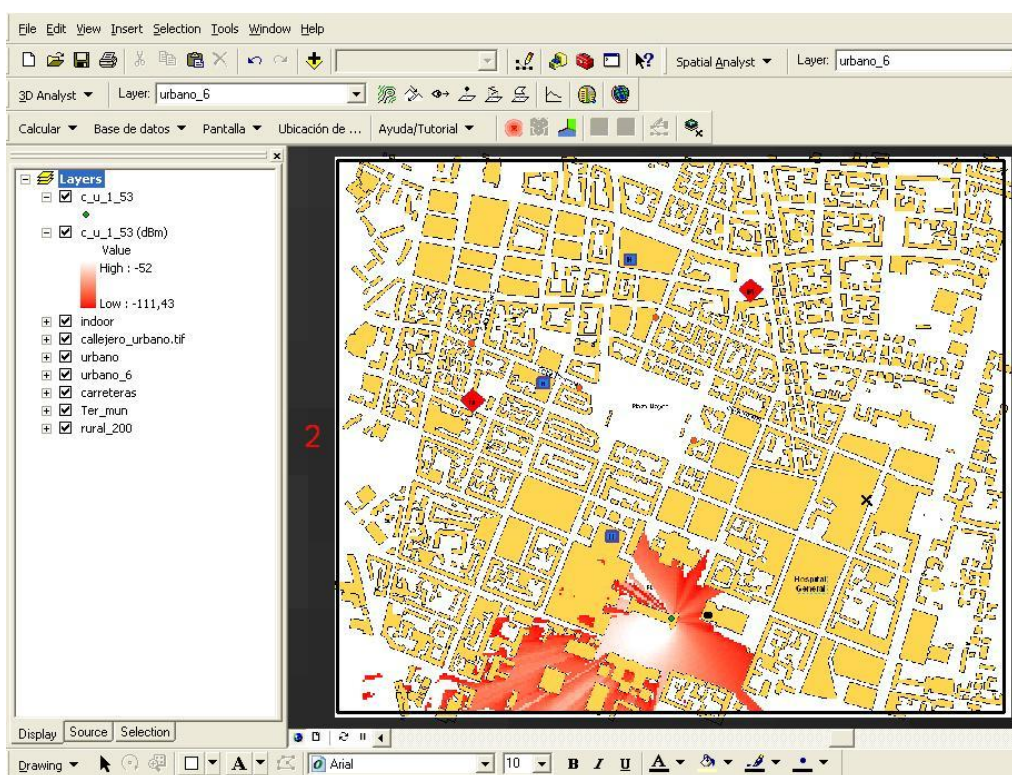 File Edit View Insert Selection Tools Window Help
Spatial Analyst Layer: urbano_6
3D Analyst Layer: urbano_6
Calcular Base de datos Pantalla Ubicación de ... Ayuda/Tutorial
Layers
c_u_1_53
c_u_1_53 (dBm)
Value
High : -52
Low : -111,43
indoor
callejero_urbano.tif
urbano
urbano_6
carreteras
Ter_mun
rural_200
2
Plaza Mayor
Hospital
General
Display Source Selection
Drawing Arial 10 B I U A